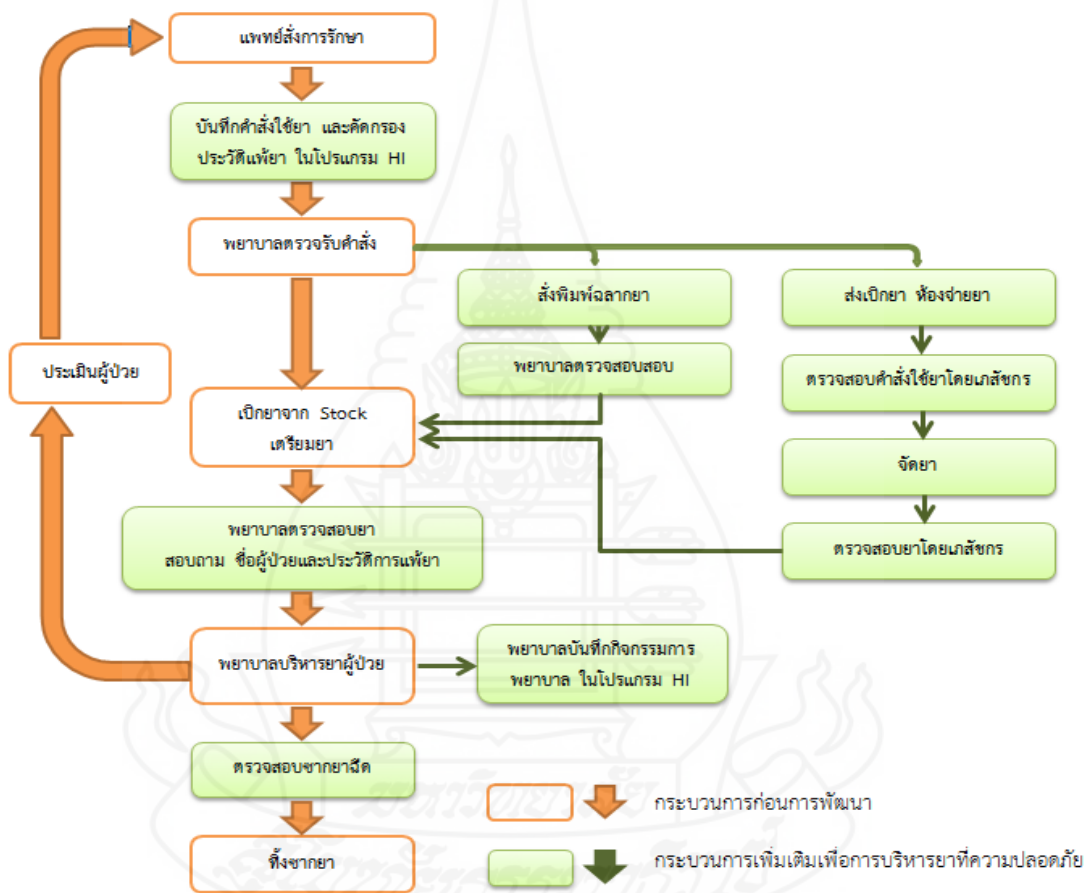 แพทย์สั่งการรักษา
บันทึกคำสั่งใช้ยา และคัดกรอง
ประวัติแพ้ยา ในโปรแกรม HI
พยาบาลตรวจรับคำสั่ง
สั่งพิมพ์ฉลากยา
ส่งเบิกยา ห้องจ่ายยา
ประเมินผู้ป่วย
พยาบาลตรวจสอบสอบ
ตรวจสอบคำสั่งใช้ยาโดยเภสัชกร
เบิกยาจาก Stock
เตรียมยา
จัดยา
พยาบาลตรวจสอบยา
สอบถาม ชื่อผู้ป่วยและประวัติการแพ้ยา
ตรวจสอบยาโดยเภสัชกร
พยาบาลบริหารยาผู้ป่วย
พยาบาลบันทึกกิจกรรมการ
พยาบาล ในโปรแกรม HI
ตรวจสอบซากยาฉีด
ทิ้งซากยา
กระบวนการก่อนการพัฒนา
กระบวนการเพิ่มเติมเพื่อการบริหารยาที่ความปลอดภัย